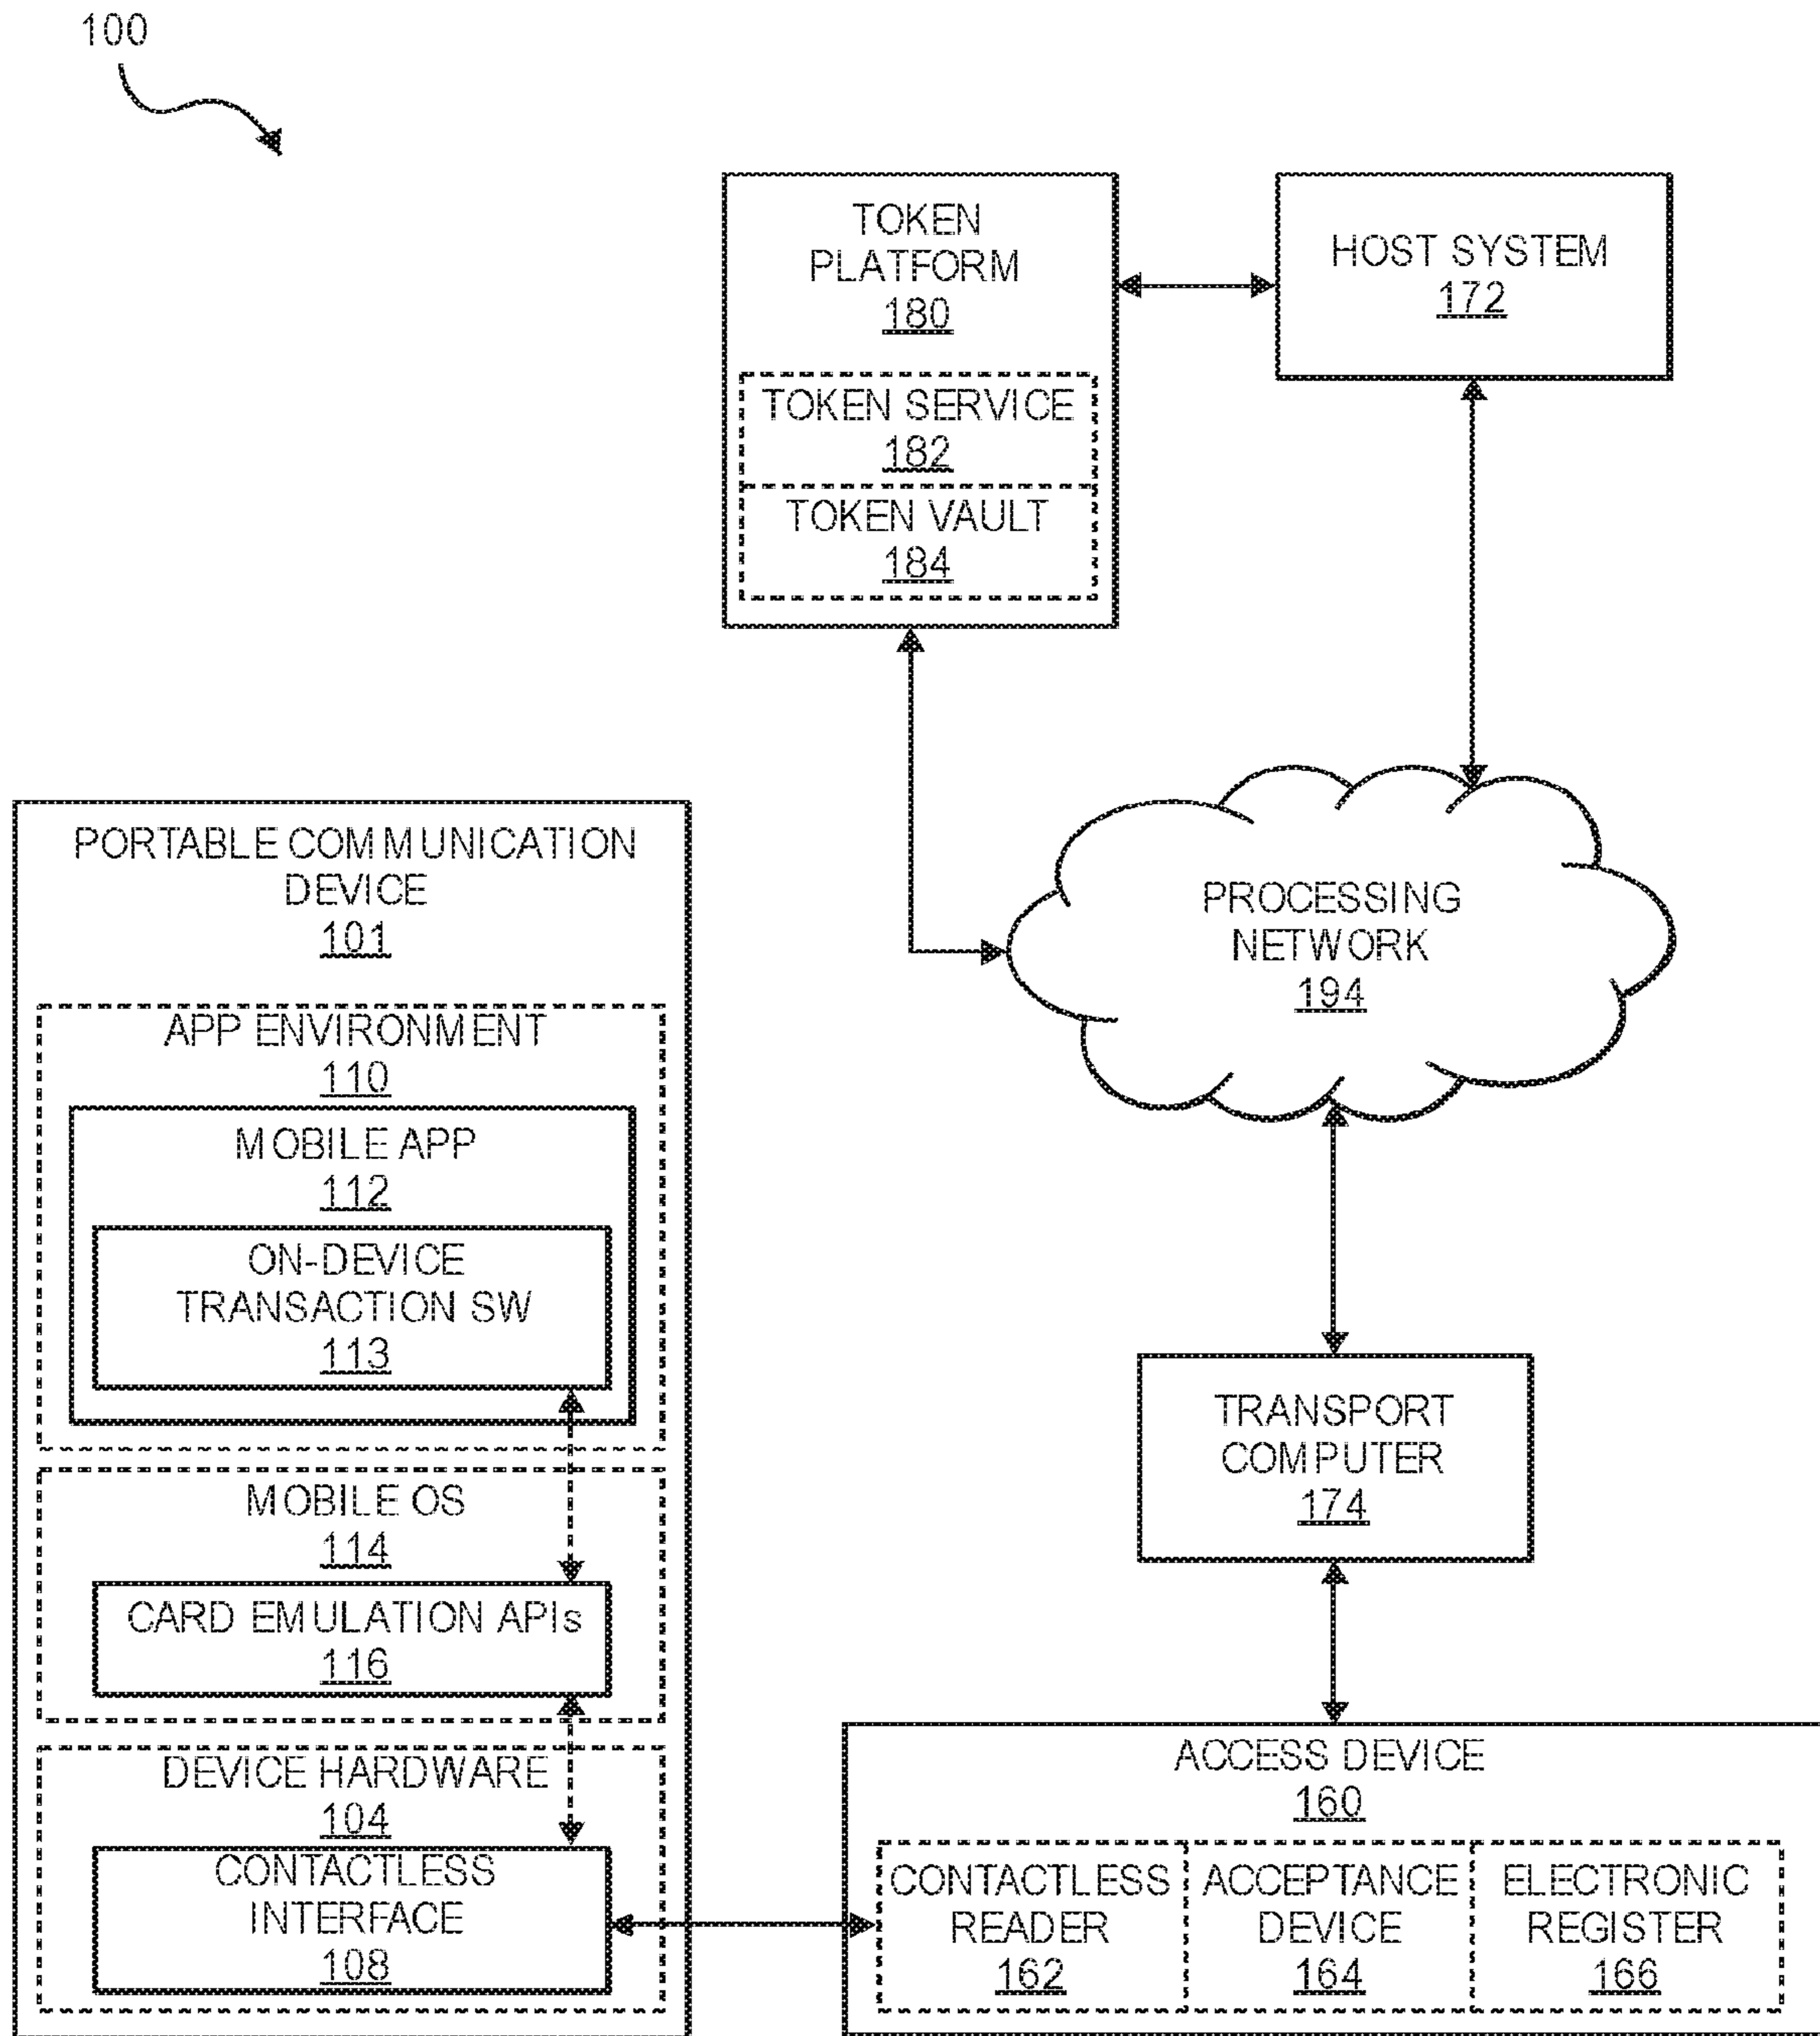 100
TOKEN
PLATFORM
180
TOKEN SERVICE
182
TOKEN VAULT
184
HOST SYSTEM
172
PROCESSING
NETWORK
194
PORTABLE COMMUNICATION
DEVICE
101
APP ENVIRONMENT
110
MOBILE APP
112
ON-DEVICE
TRANSACTION SW
113
MOBILE OS
114
CARD EMULATION APIs
116
DEVICE HARDWARE
104
CONTACTLESS
INTERFACE
108
TRANSPORT
COMPUTER
174
ACCESS DEVICE
160
CONTACTLESS
READER
162
ACCEPTANCE
DEVICE
164
ELECTRONIC
REGISTER
166